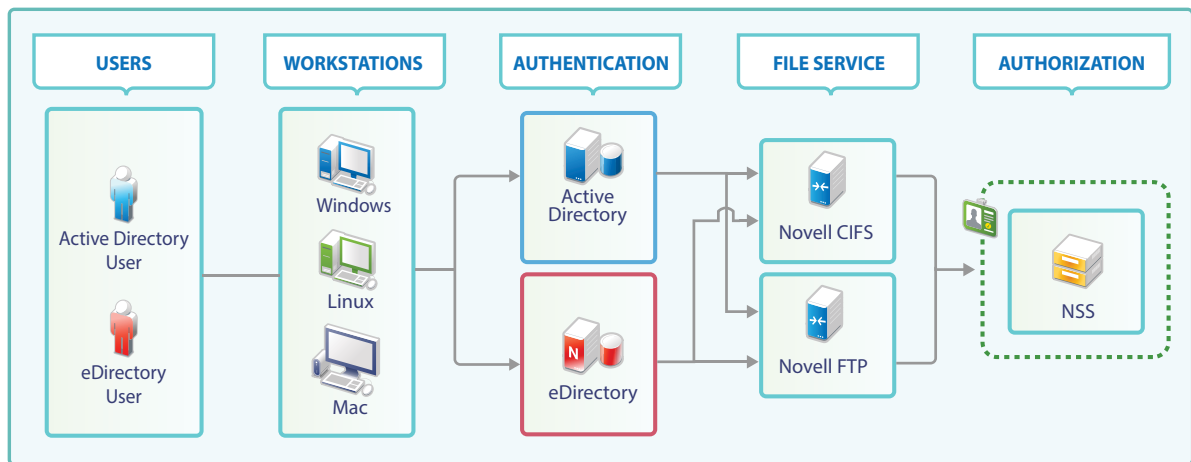 USERS
WORKSTATIONS
AUTHENTICATION
FILE SERVICE
AUTHORIZATION
Active Directory
User
eDirectory
User
Windows
Linux
Mac
Active
Directory
N
eDirectory
Novell CIFS
Novell FTP
NSS